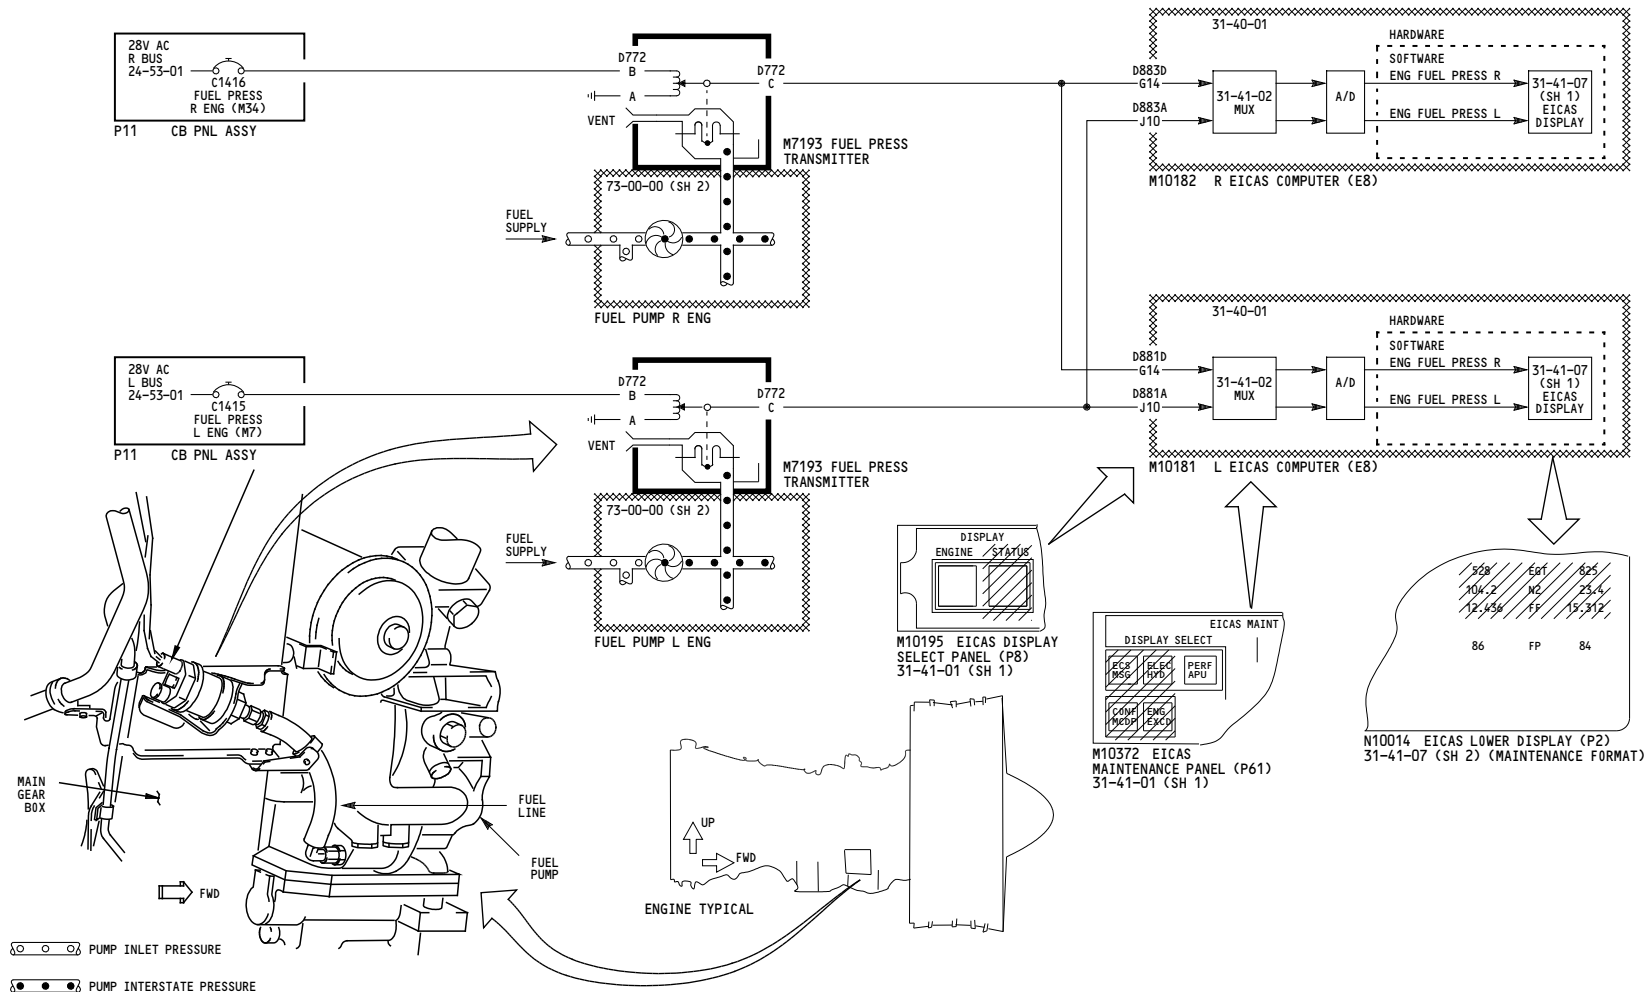 28V AC
R BUS
24-53-01
C1416
FUEL PRESS
R ENG (M34)
P11 CB PNL ASSY
D772
B
A
VENT
D772
C
M7193 FUEL PRESS
TRANSMITTER
73-00-00 (SH 2)
FUEL
SUPPLY
FUEL PUMP R ENG
31-40-01
HARDWARE
SOFTWARE
D883D
G14
D883A
J10
31-41-02
MUX
A/D
ENG FUEL PRESS R
ENG FUEL PRESS L
31-41-07
(SH 1)
EICAS
DISPLAY
M10182 R EICAS COMPUTER (E8)
28V AC
L BUS
24-53-01
C1415
FUEL PRESS
L ENG (M7)
P11 CB PNL ASSY
D772
B
A
VENT
D772
C
M7193 FUEL PRESS
TRANSMITTER
73-00-00 (SH 2)
FUEL
SUPPLY
FUEL PUMP L ENG
31-40-01
HARDWARE
SOFTWARE
D881D
G14
D881A
J10
31-41-02
MUX
A/D
ENG FUEL PRESS R
ENG FUEL PRESS L
31-41-07
(SH 1)
EICAS
DISPLAY
M10181 L EICAS COMPUTER (E8)
DISPLAY
ENGINE STATUS
M10195 EICAS DISPLAY
SELECT PANEL (P8)
31-41-01 (SH 1)
EICAS MAINT
DISPLAY SELECT
ECS
MSG
ELEC
HYD
PERF
APU
CONF
MCDP
ENG
EXCD
M10372 EICAS
MAINTENANCE PANEL (P61)
31-41-01 (SH 1)
528 EGT 825
104.2 N2 23.4
12.436 FF 15.312
86 FP 84
N10014 EICAS LOWER DISPLAY (P2)
31-41-07 (SH 2) (MAINTENANCE FORMAT)
MAIN
GEAR
BOX
FUEL
LINE
FUEL
PUMP
FWD
UP
FWD
ENGINE TYPICAL
PUMP INLET PRESSURE
PUMP INTERSTATE PRESSURE